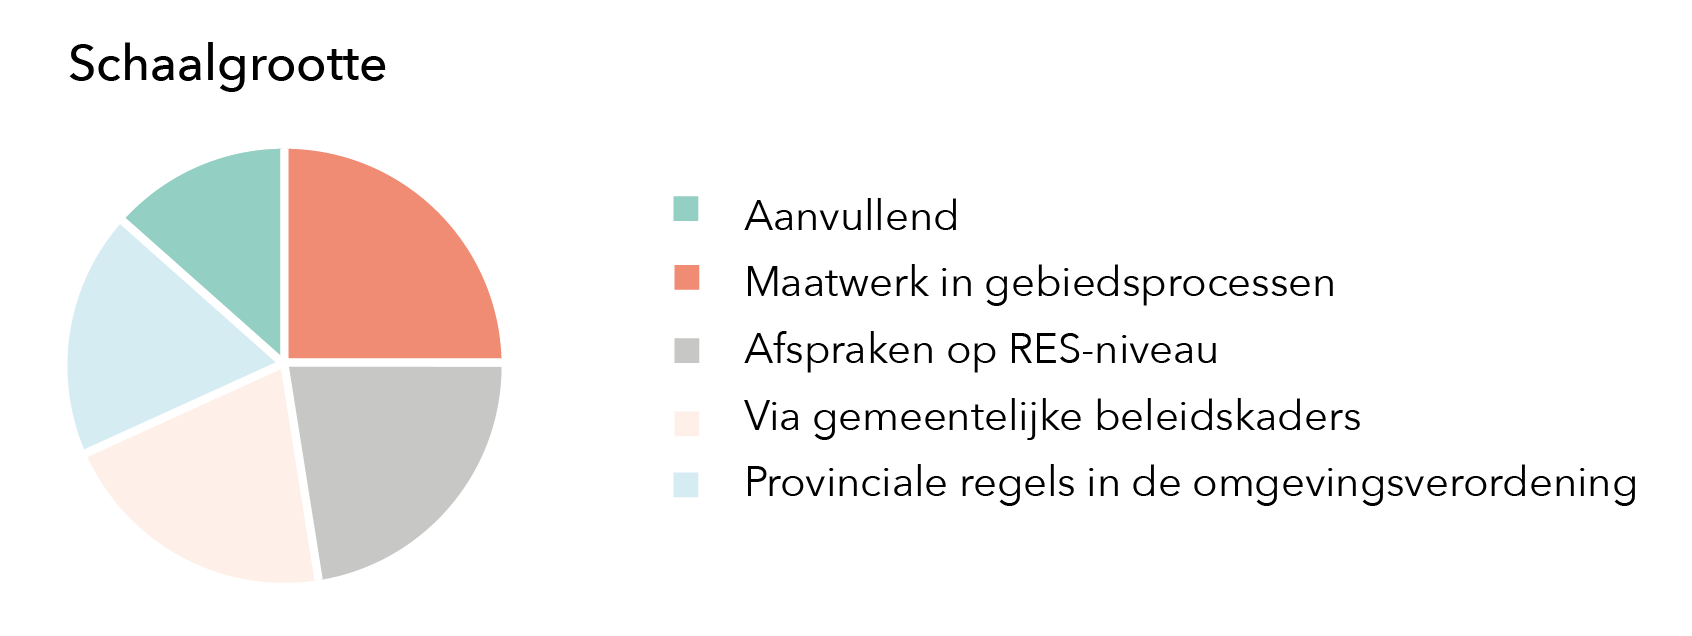 Schaalgrootte
Aanvullend
Maatwerk in gebiedsprocessen
Afspraken op RES-niveau
Via gemeentelijke beleidskaders
Provinciale regels in de omgevingsverordening